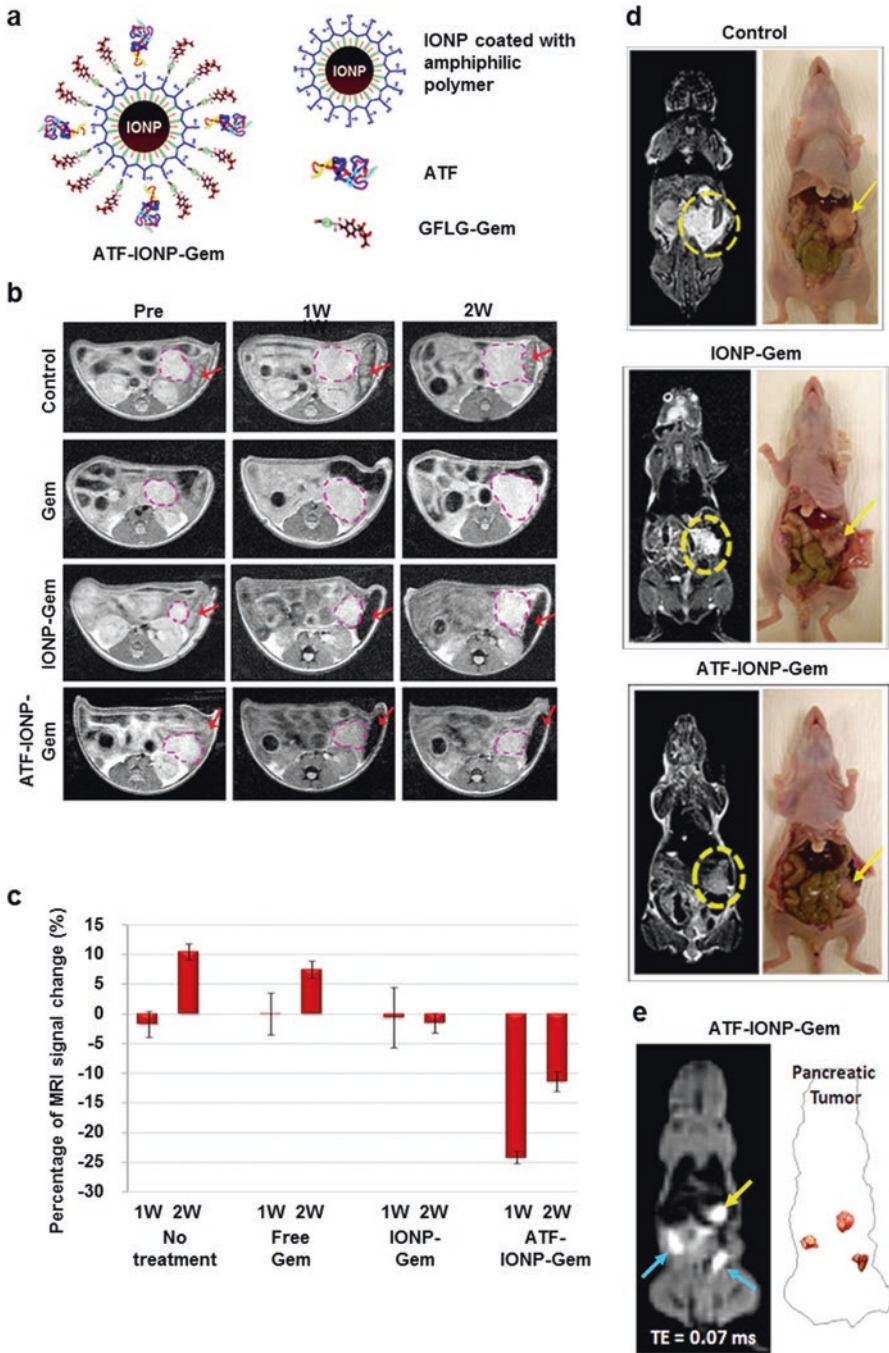 a
IONP
ATF-IONP-Gem
IONP
IONP coated with
amphiphilic
polymer
ATF
GFLG-Gem
b
Pre
1W
2W
Control
Gem
IONP-Gem
ATF-IONP-
Gem
c
Percentage of MRI signal change (%)
15
10
5
0
-5
-10
-15
-20
-25
-30
1W 2W
No
treatment
1W 2W
Free
Gem
1W 2W
IONP-
Gem
1W 2W
ATF-
IONP-Gem
d
Control
IONP-Gem
ATF-IONP-Gem
e
ATF-IONP-Gem
TE = 0.07 ms
Pancreatic
Tumor